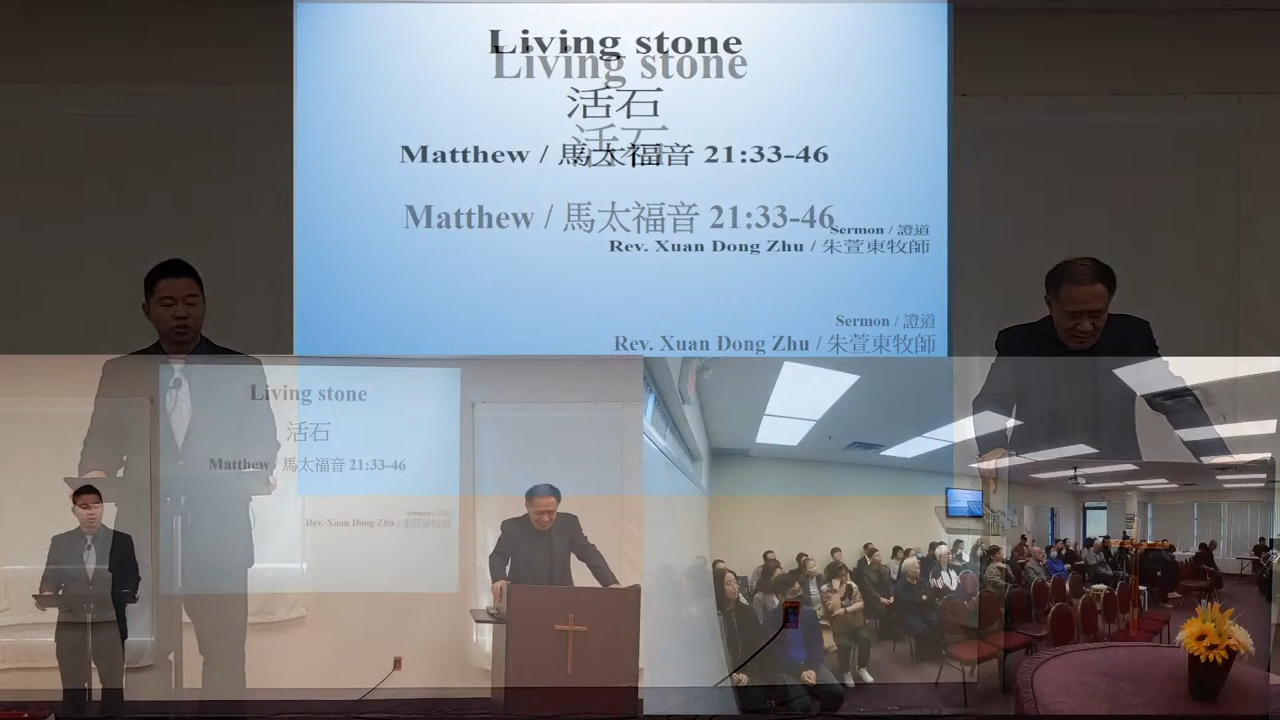 Living stone
Living stone
活石
活石
Matthew / 馬太福音 21:33-46
Matthew / 馬太福音 21:33-46
Sermon / 證道
Rev. Xuan Dong Zhu / 朱萱東牧師
Sermon / 證道
Rev. Xuan Dong Zhu / 朱萱東牧師
Living stone
活石
Matthew / 馬太福音 21:33-46
Rev. Xuan Dong Zhu / 朱萱東牧師